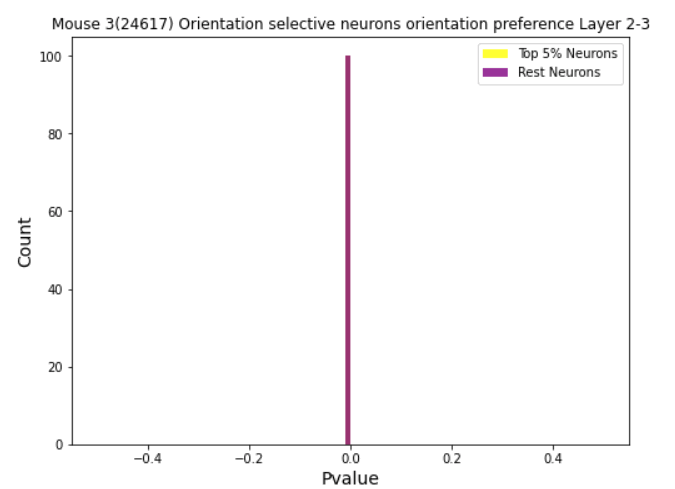 Mouse 3(24617) Orientation selective neurons orientation preference Layer 2-3
Top 5% Neurons
Rest Neurons
100
80
60
40
20
0
Count
−0.4
−0.2
0.0
0.2
0.4
Pvalue